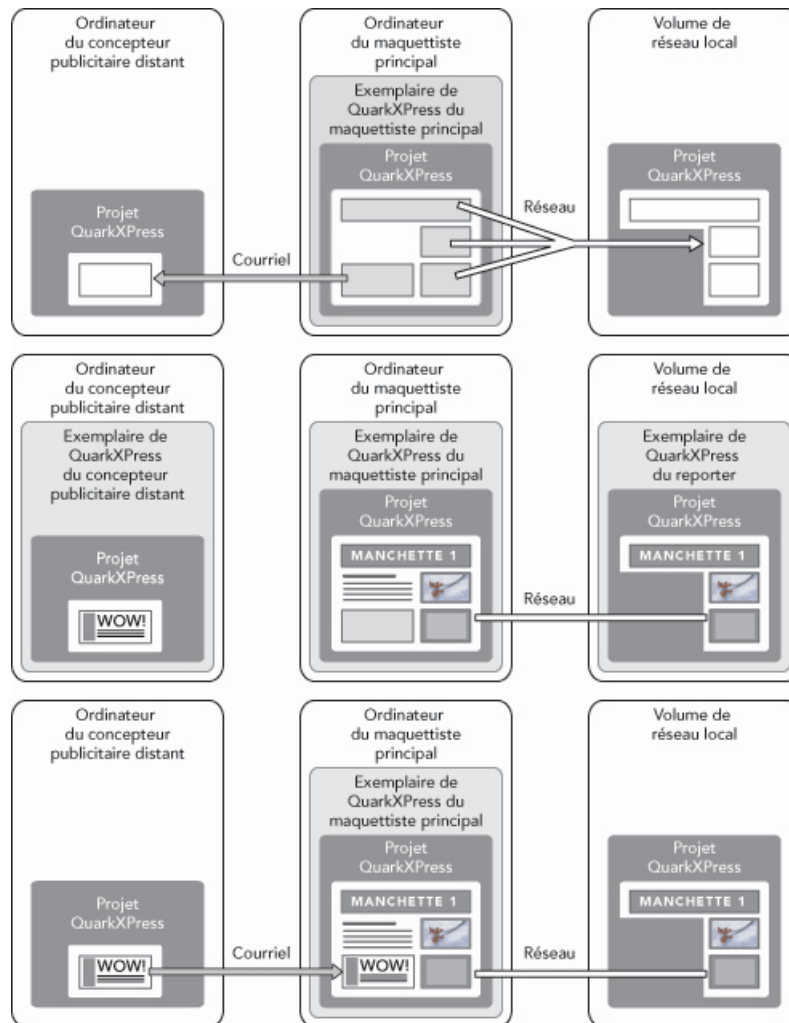 Ordinateur
du concepteur
publicitaire distant
Projet
QuarkXPress
Courriel
Ordinateur
du maquettiste
principal
Exemplaire de
QuarkXPress du
maquettiste principal
Projet
QuarkXPress
Réseau
Volume de
réseau local
Projet
QuarkXPress
Ordinateur
du concepteur
publicitaire distant
Exemplaire de
QuarkXPress
du concepteur
publicitaire distant
Projet
QuarkXPress
WOW!
Ordinateur
du maquettiste
principal
Exemplaire de
QuarkXPress du
maquettiste principal
Projet
QuarkXPress
MANCHETTE 1
Réseau
Volume de
réseau local
Exemplaire de
QuarkXPress
du reporter
Projet
QuarkXPress
MANCHETTE 1
Ordinateur
du concepteur
publicitaire distant
Projet
QuarkXPress
WOW!
Courriel
Ordinateur
du maquettiste
principal
Exemplaire de
QuarkXPress du
maquettiste principal
Projet
QuarkXPress
MANCHETTE 1
WOW!
Réseau
Volume de
réseau local
Projet
QuarkXPress
MANCHETTE 1